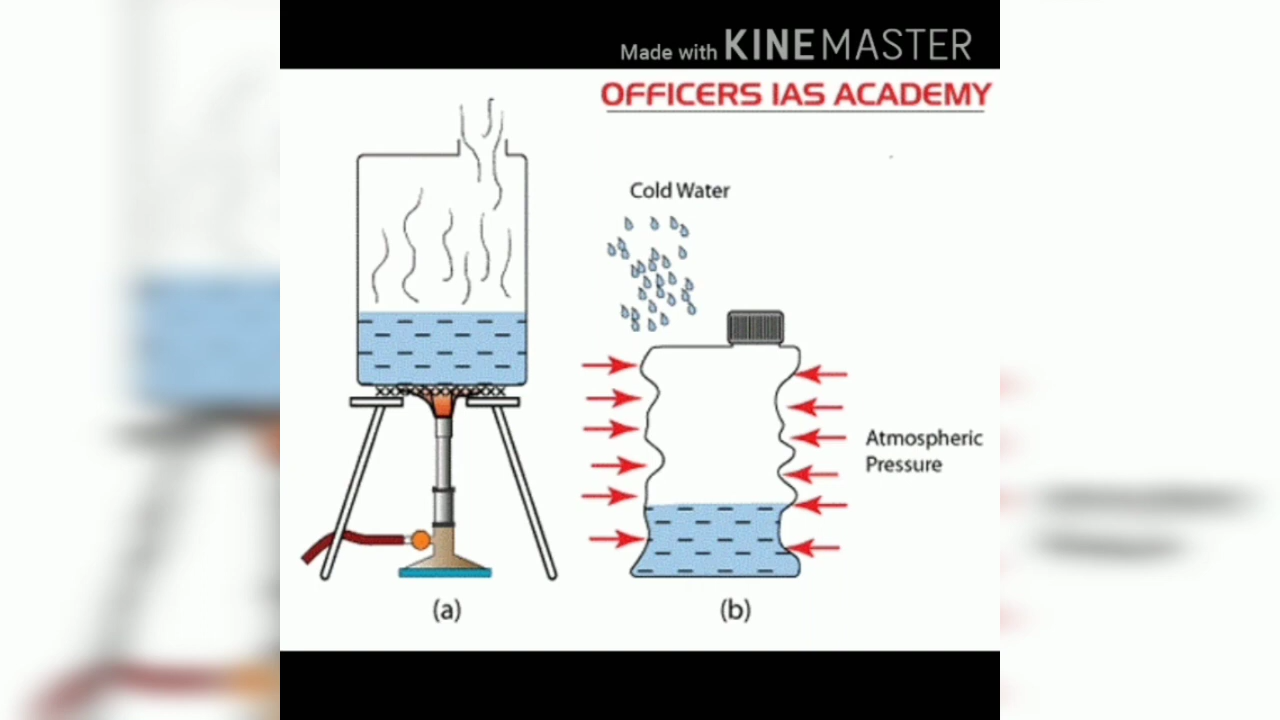 Made with KINEMASTER
OFFICERS IAS ACADEMY
Cold Water
Atmospheric
Pressure
(a)
(b)